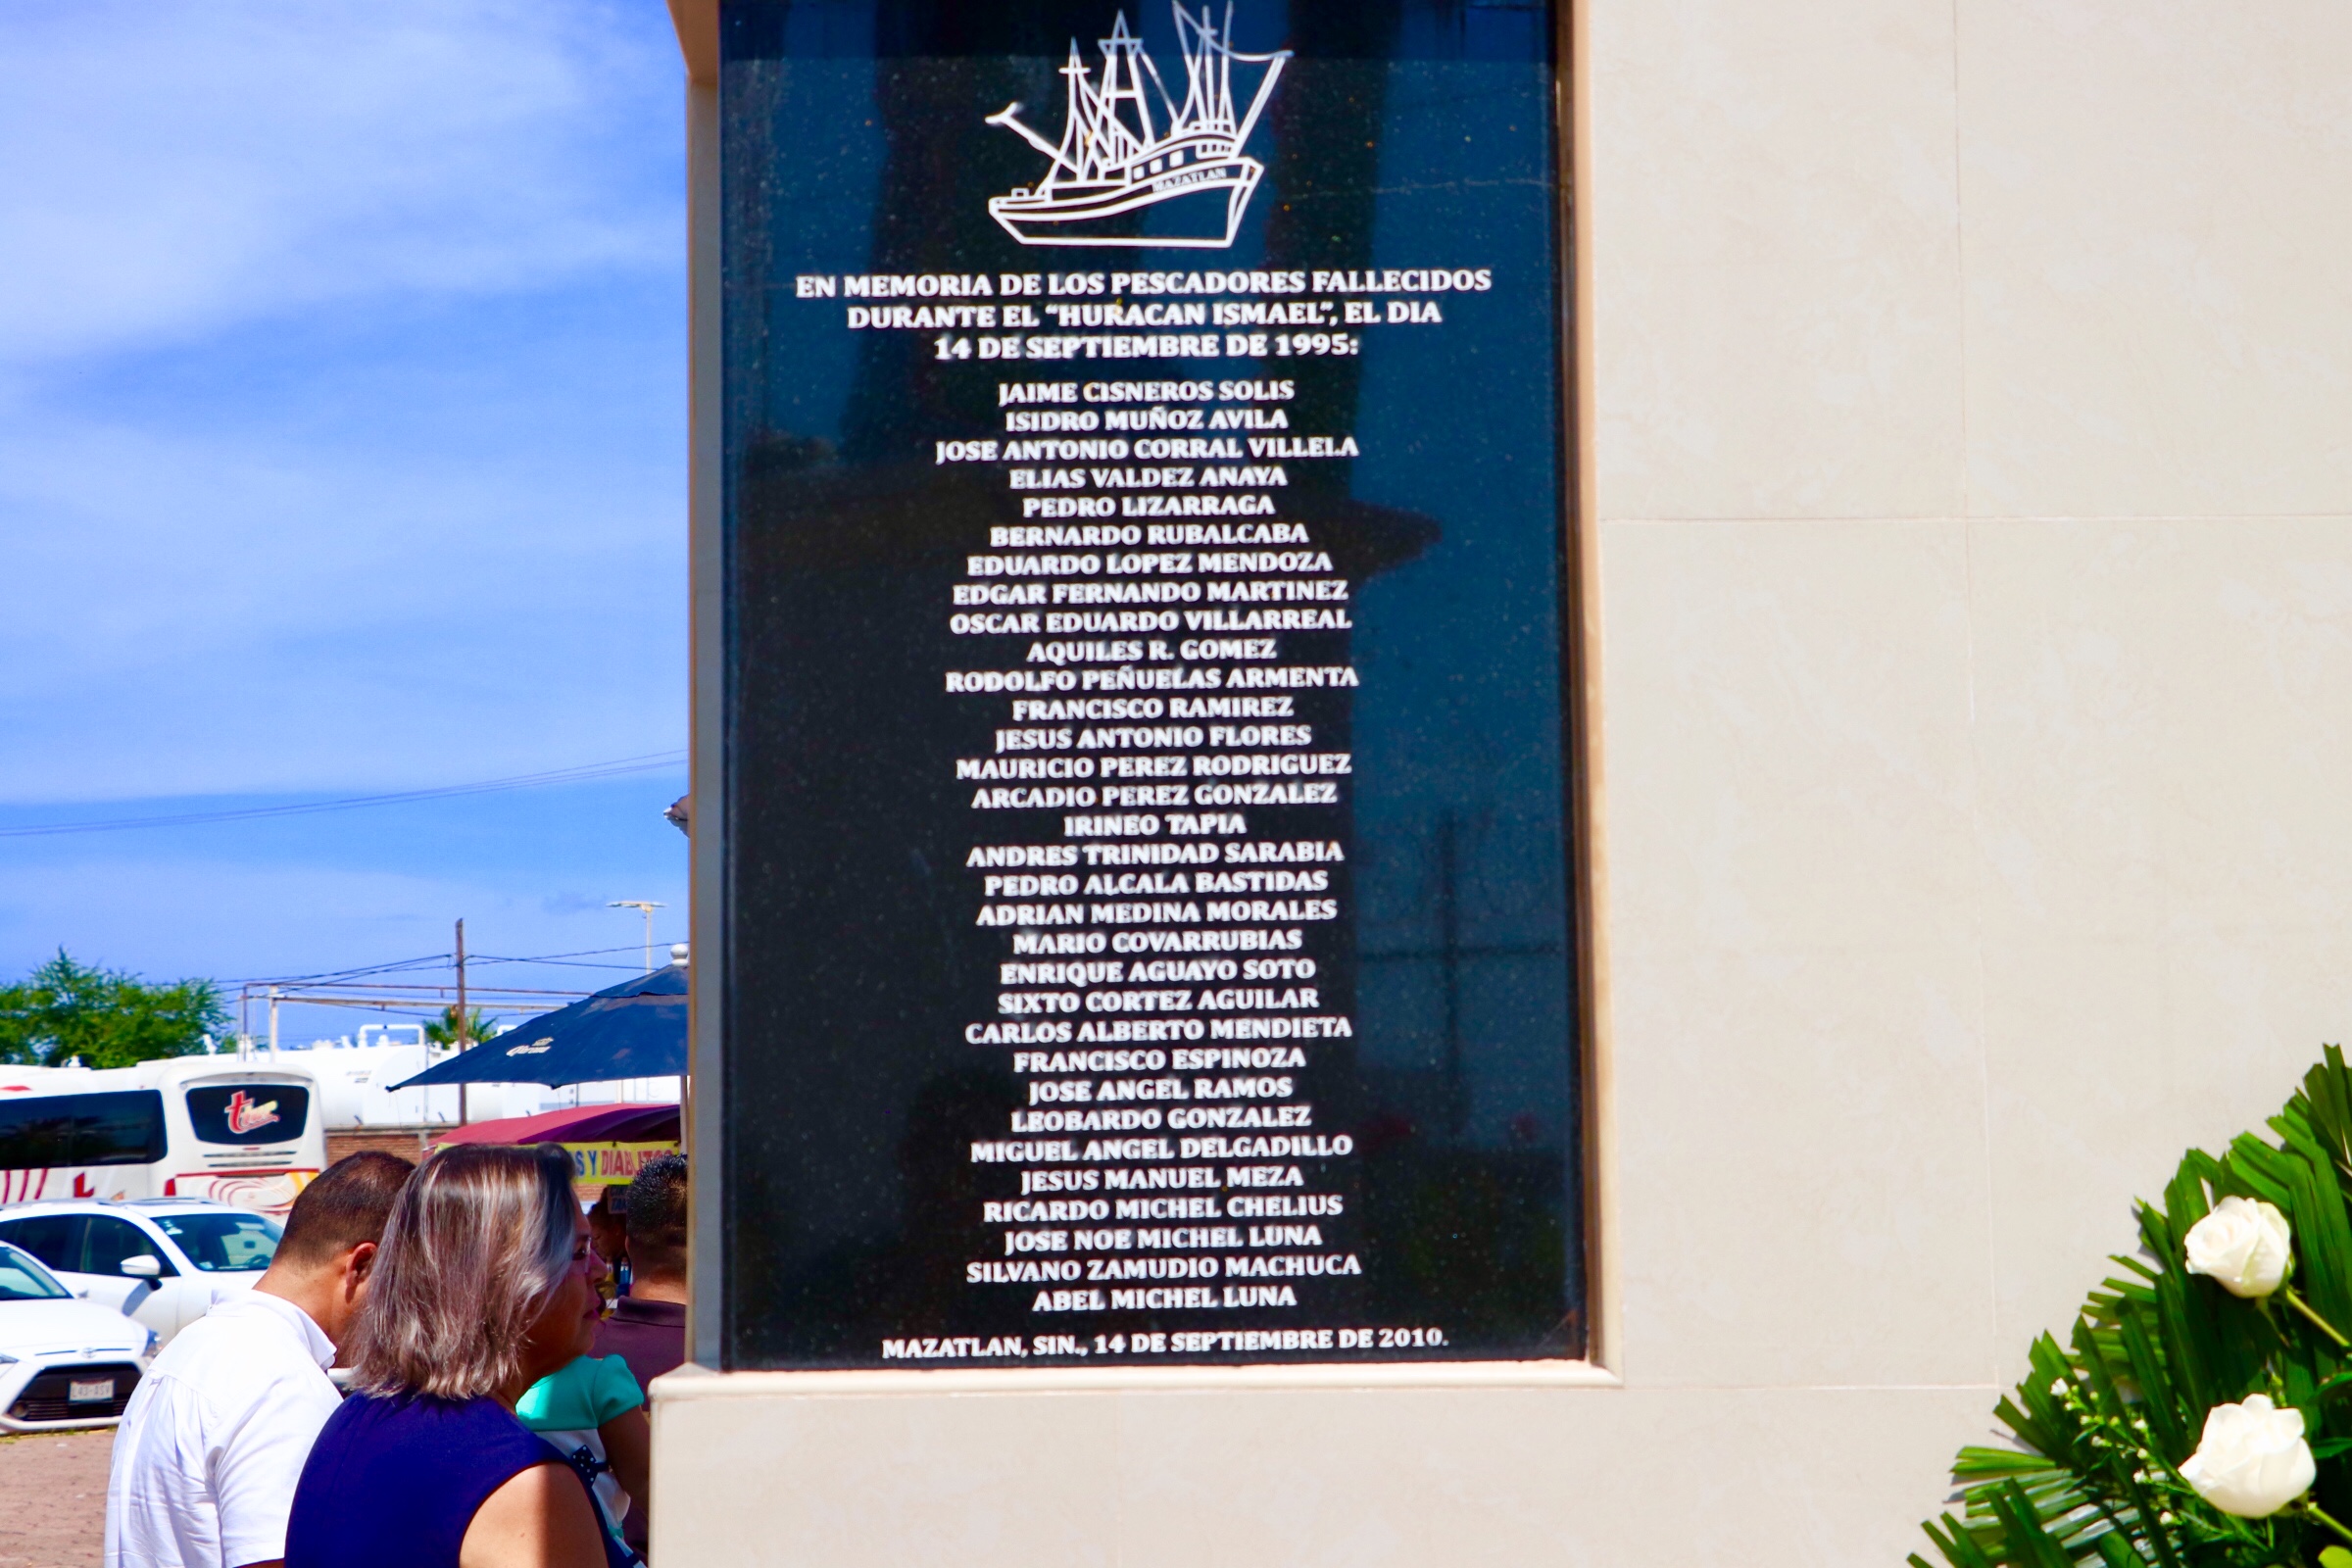 MAZATLAN
EN MEMORIA DE LOS PESCADORES FALLECIDOS
DURANTE EL "HURACAN ISMAEL", EL DIA
14 DE SEPTIEMBRE DE 1995:
JAIME CISNEROS SOLIS
ISIDRO MUÑOZ AVILA
JOSE ANTONIO CORRAL VILLELA
ELIAS VALDEZ ANAYA
PEDRO LIZARRAGA
BERNARDO RUBALCABA
EDUARDO LOPEZ MENDOZA
EDGAR FERNANDO MARTINEZ
OSCAR EDUARDO VILLARREAL
AQUILES R. GOMEZ
RODOLFO PEÑUELAS ARMENTA
FRANCISCO RAMIREZ
JESUS ANTONIO FLORES
MAURICIO PEREZ RODRIGUEZ
ARCADIO PEREZ GONZALEZ
IRINEO TAPIA
ANDRES TRINIDAD SARABIA
PEDRO ALCALA BASTIDAS
ADRIAN MEDINA MORALES
MARIO COVARRUBIAS
ENRIQUE AGUAYO SOTO
SIXTO CORTEZ AGUILAR
CARLOS ALBERTO MENDIETA
FRANCISCO ESPINOZA
JOSE ANGEL RAMOS
LEOBARDO GONZALEZ
MIGUEL ANGEL DELGADILLO
JESUS MANUEL MEZA
RICARDO MICHEL CHELIUS
JOSE NOE MICHEL LUNA
SILVANO ZAMUDIO MACHUCA
ABEL MICHEL LUNA
MAZATLAN, SIN., 14 DE SEPTIEMBRE DE 2010.
Corona
S Y DIABLITOS